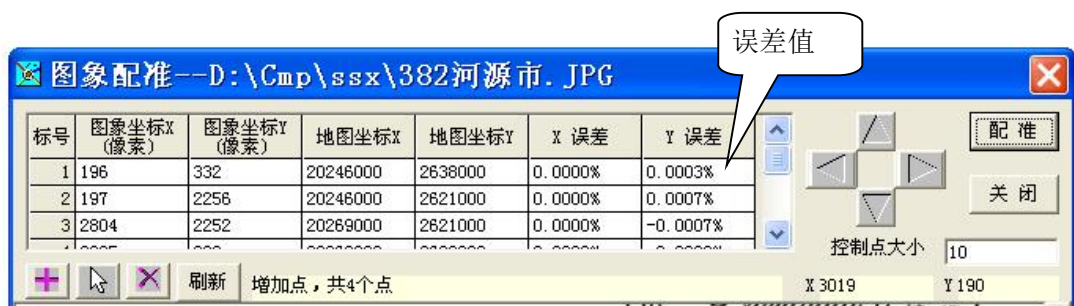 误差值
图象配准--D:\Cmp\ssx\382河源市.JPG
标号 图象坐标X(像素) 图象坐标Y(像素) 地图坐标X 地图坐标Y X 误差 Y 误差
1 196 332 20246000 2638000 0.0000% 0.0003%
2 197 2256 20246000 2621000 0.0000% 0.0007%
3 2804 2252 20269000 2621000 0.0000% -0.0007%
配 准
关 闭
控制点大小 10
刷新 增加点，共4个点 X 3019 Y 190